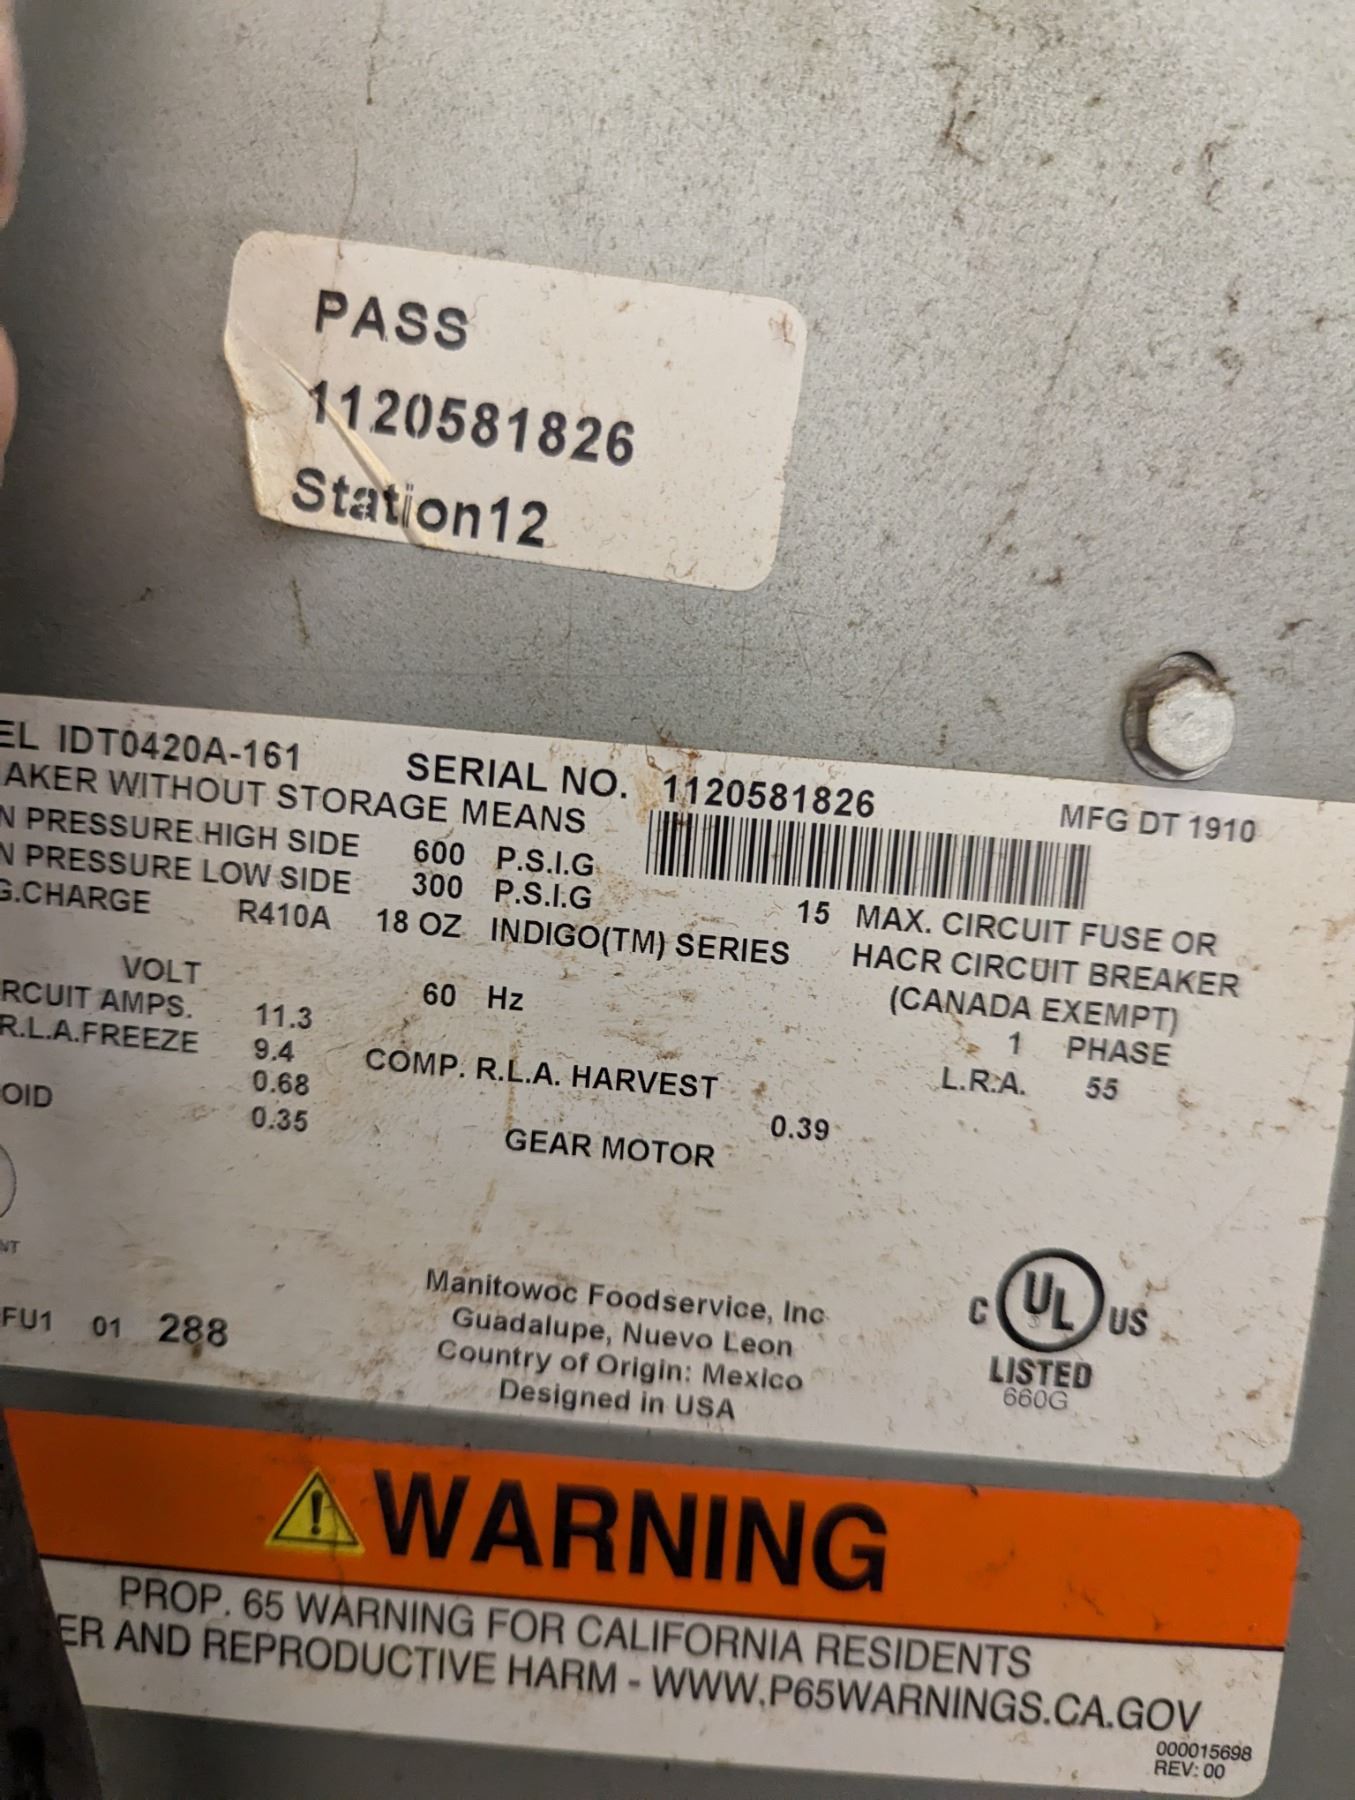 PASS
1120581826
Station12
EL IDT0420A-161 SERIAL NO. 1120581826 MFG DT 1910
AKER WITHOUT STORAGE MEANS
N PRESSURE HIGH SIDE 600 P.S.I.G
N PRESSURE LOW SIDE 300 P.S.I.G
G.CHARGE R410A 18 OZ INDIGO(TM) SERIES
15 MAX. CIRCUIT FUSE OR
HACR CIRCUIT BREAKER
(CANADA EXEMPT)
VOLT 60 Hz 1 PHASE
RCUIT AMPS. 11.3
R.L.A.FREEZE 9.4 COMP. R.L.A. HARVEST L.R.A. 55
0.68 0.39
OID 0.35 GEAR MOTOR
NT
FU1 01 288
Manitowoc Foodservice, Inc
Guadalupe, Nuevo Leon
Country of Origin: Mexico
Designed in USA
C UL US
LISTED
660G
WARNING
PROP. 65 WARNING FOR CALIFORNIA RESIDENTS
ER AND REPRODUCTIVE HARM - WWW.P65WARNINGS.CA.GOV
000015698
REV: 00